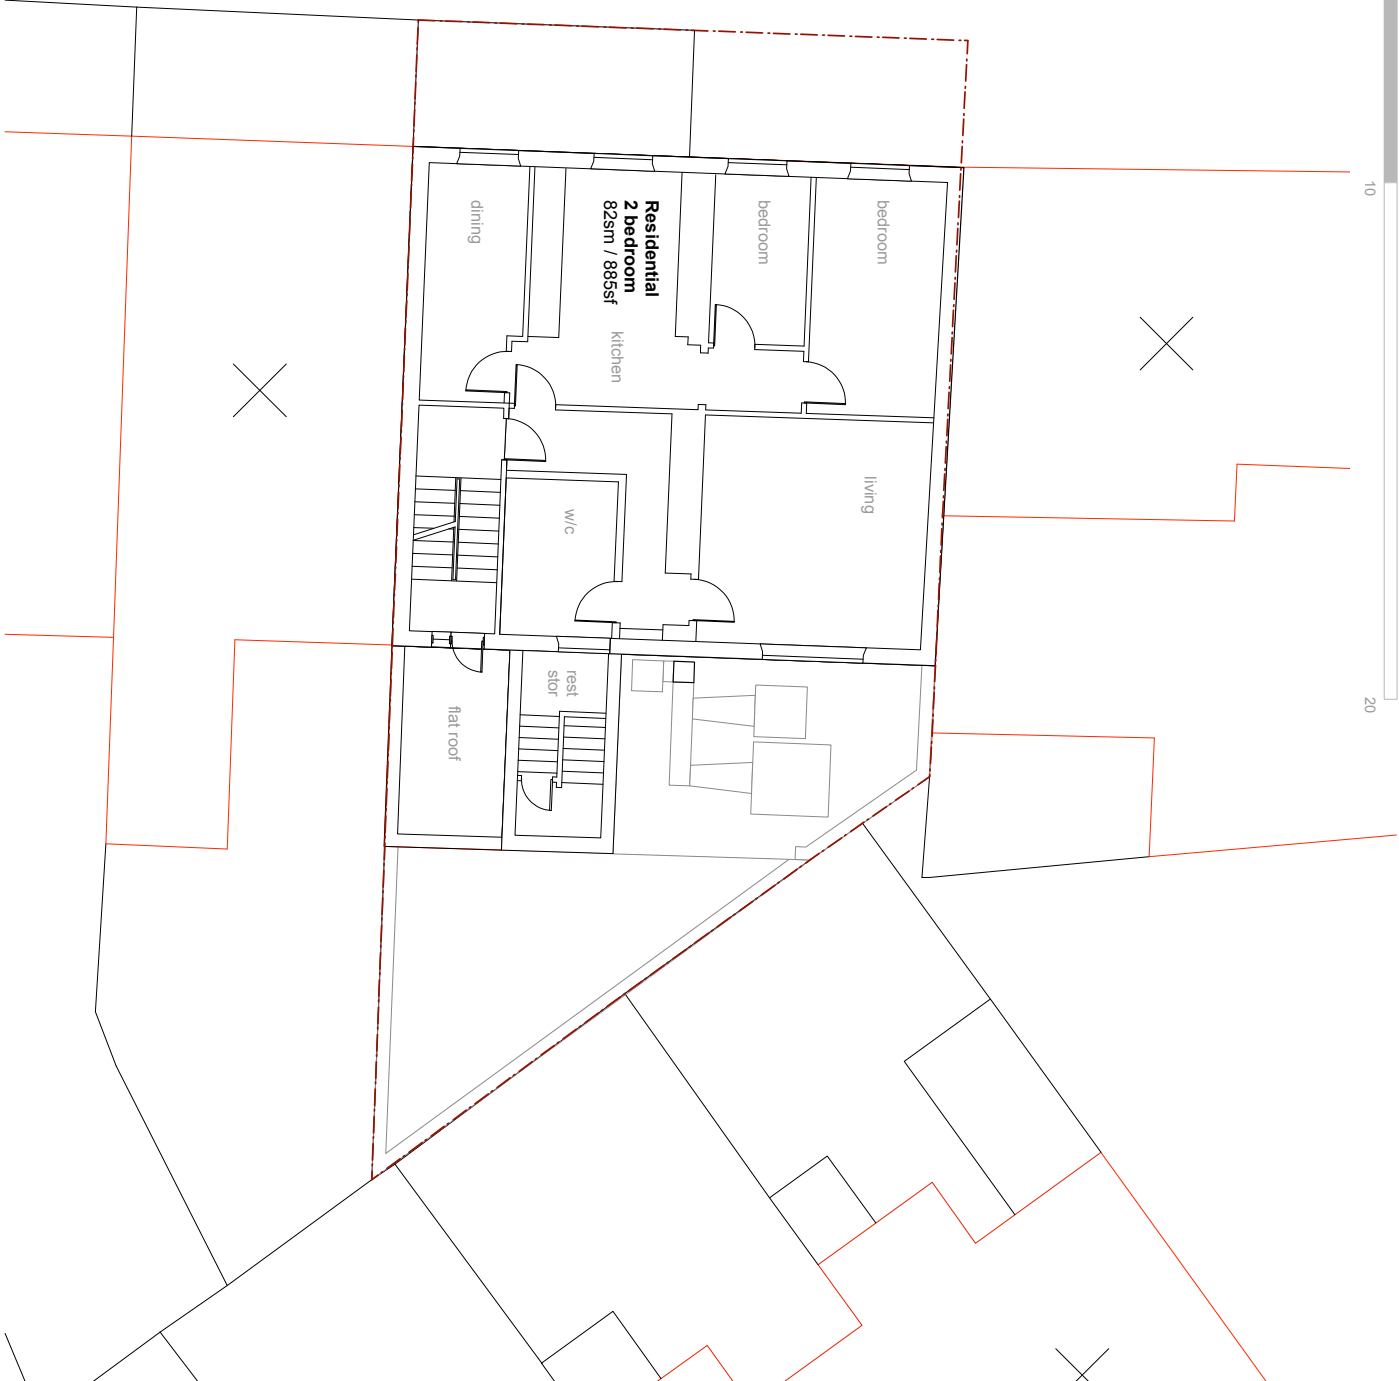 Residential
2 bedroom
82sm / 885sf
dining
kitchen
bedroom
bedroom
living
w/c
rest
stor
flat roof
10
20